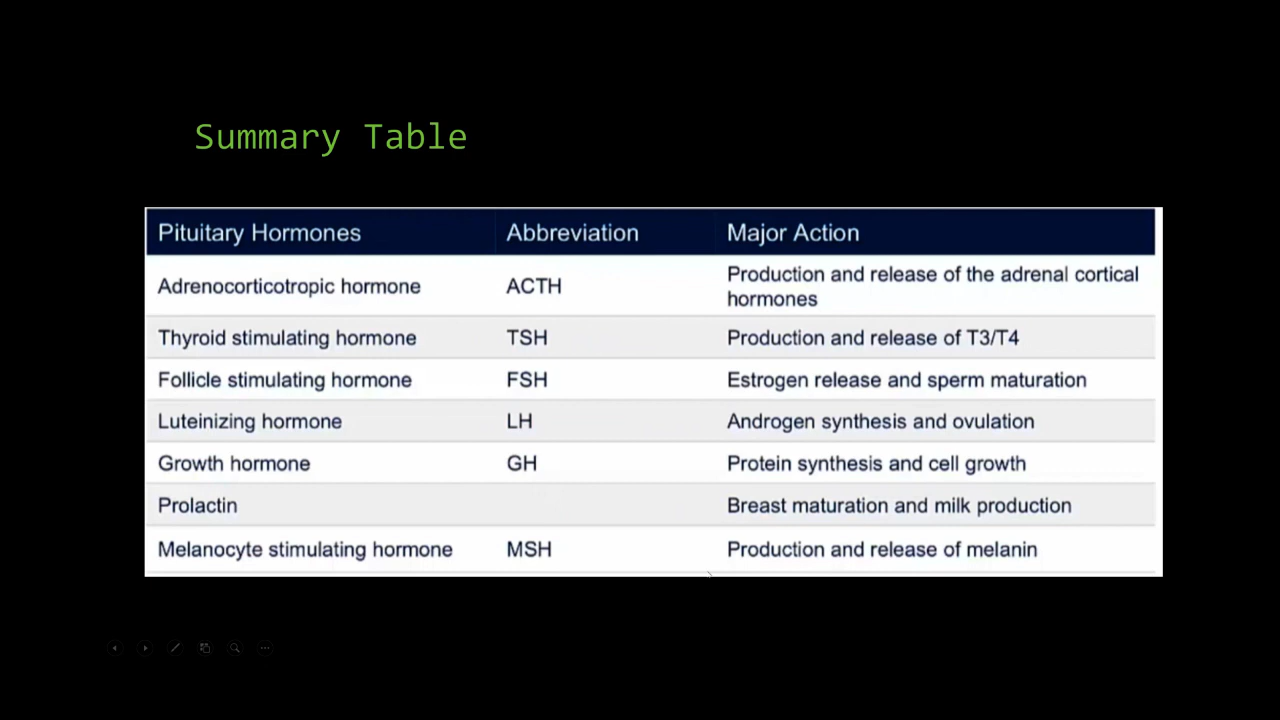 Summary Table
Pituitary Hormones Abbreviation Major Action
Adrenocorticotropic hormone ACTH Production and release of the adrenal cortical
hormones
Thyroid stimulating hormone TSH Production and release of T3/T4
Follicle stimulating hormone FSH Estrogen release and sperm maturation
Luteinizing hormone LH Androgen synthesis and ovulation
Growth hormone GH Protein synthesis and cell growth
Prolactin Breast maturation and milk production
Melanocyte stimulating hormone MSH Production and release of melanin